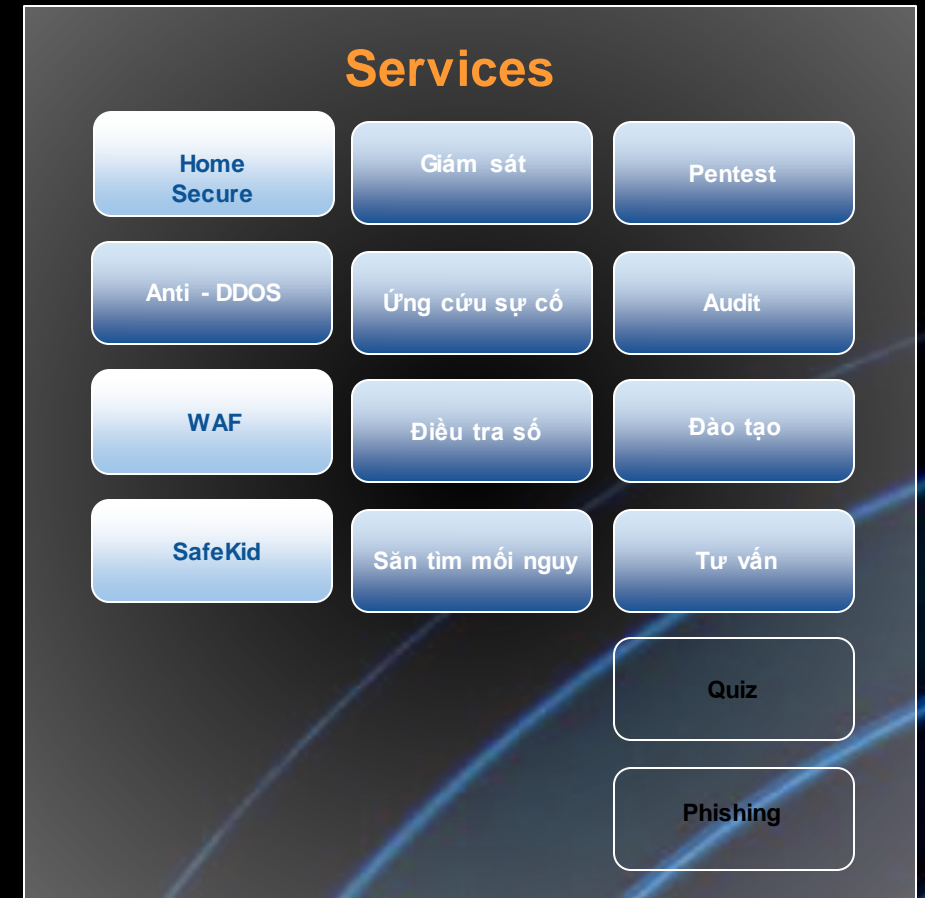 Services
Home
Secure
Giám sát
Pentest
Anti - DDOS
Ứng cứu sự cố
Audit
WAF
Điều tra số
Đào tạo
SafeKid
Săn tìm mối nguy
Tư vấn
Quiz
Phishing